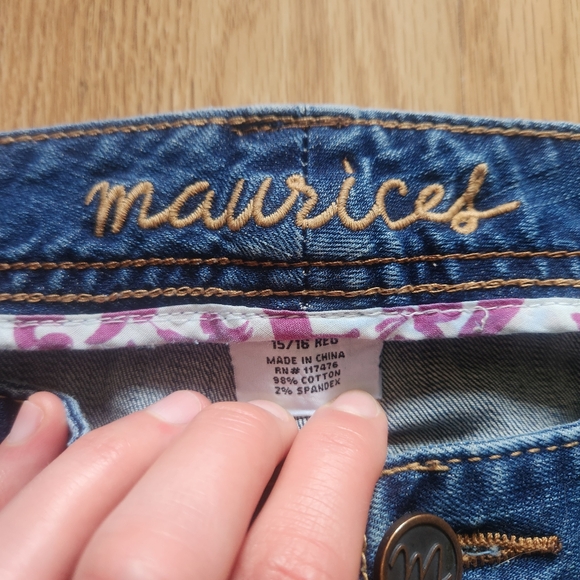 maurices
15/16 REG
MADE IN CHINA
RN# 117476
98% COTTON
2% SPANDEX
m